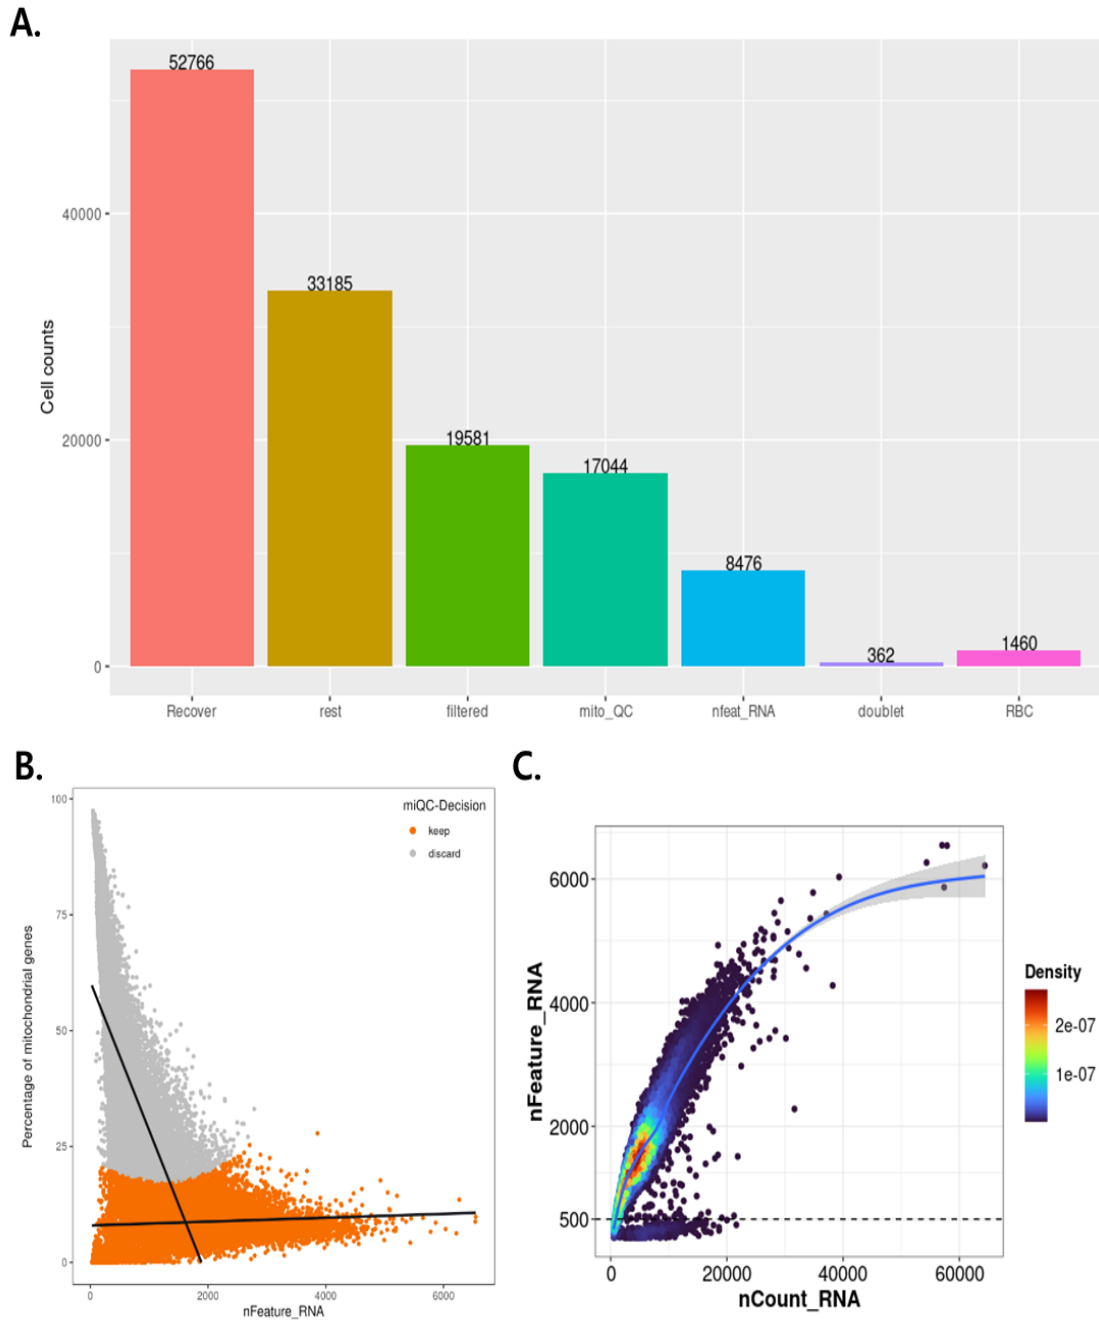 A.
52766
33185
19581
17044
8476
362
1460
40000
20000
0
Cell counts
Recover rest filtered mito_QC nfeat_RNA doublet RBC
B.
100
75
50
25
0
Percentage of mitochondrial genes
miQC-Decision
keep
discard
0 2000 4000 6000
nFeature_RNA
C.
6000
4000
2000
500
nFeature_RNA
Density
2e-07
1e-07
0 20000 40000 60000
nCount_RNA